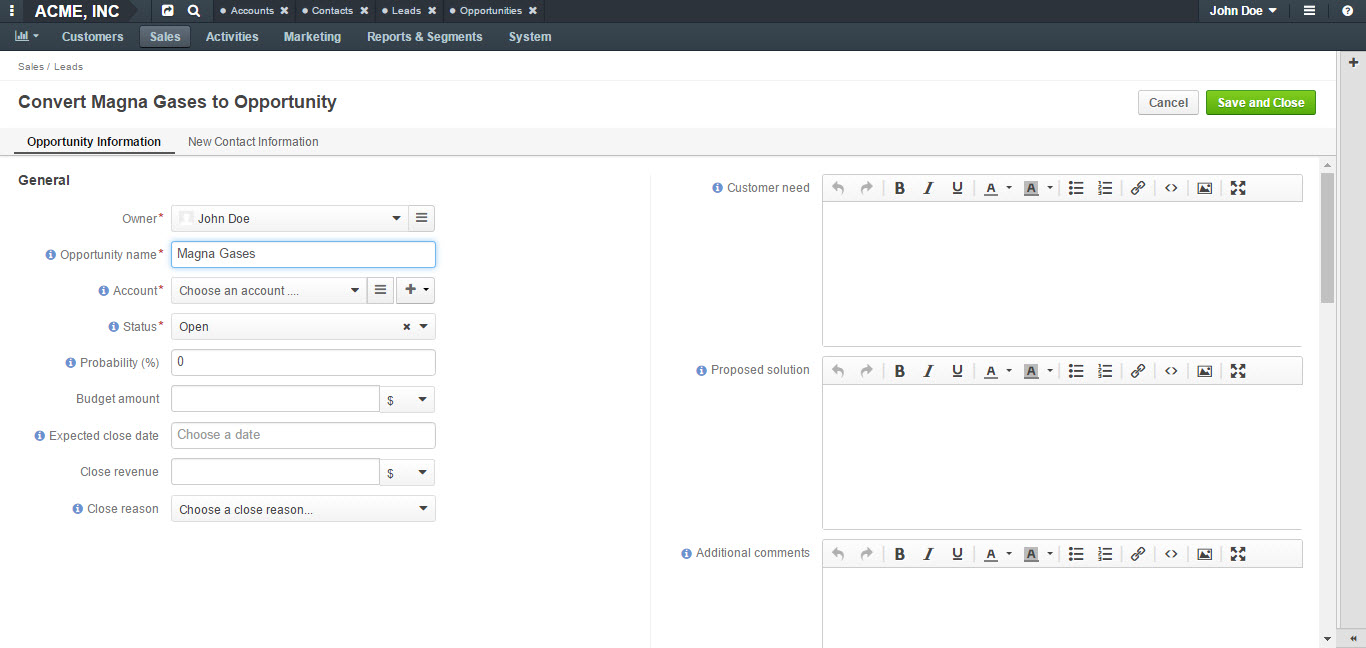 ACME, INC
Accounts ✖ Contacts ✖ Leads ✖ Opportunities ✖
John Doe
Customers Sales Activities Marketing Reports & Segments System
Sales / Leads
Convert Magna Gases to Opportunity
Cancel Save and Close
Opportunity Information New Contact Information
General
Owner* John Doe
Opportunity name* Magna Gases
Account* Choose an account ....
Status* Open
Probability (%) 0
Budget amount $
Expected close date Choose a date
Close revenue $
Close reason Choose a close reason...
Customer need B I U A A
Proposed solution B I U A A
Additional comments B I U A A